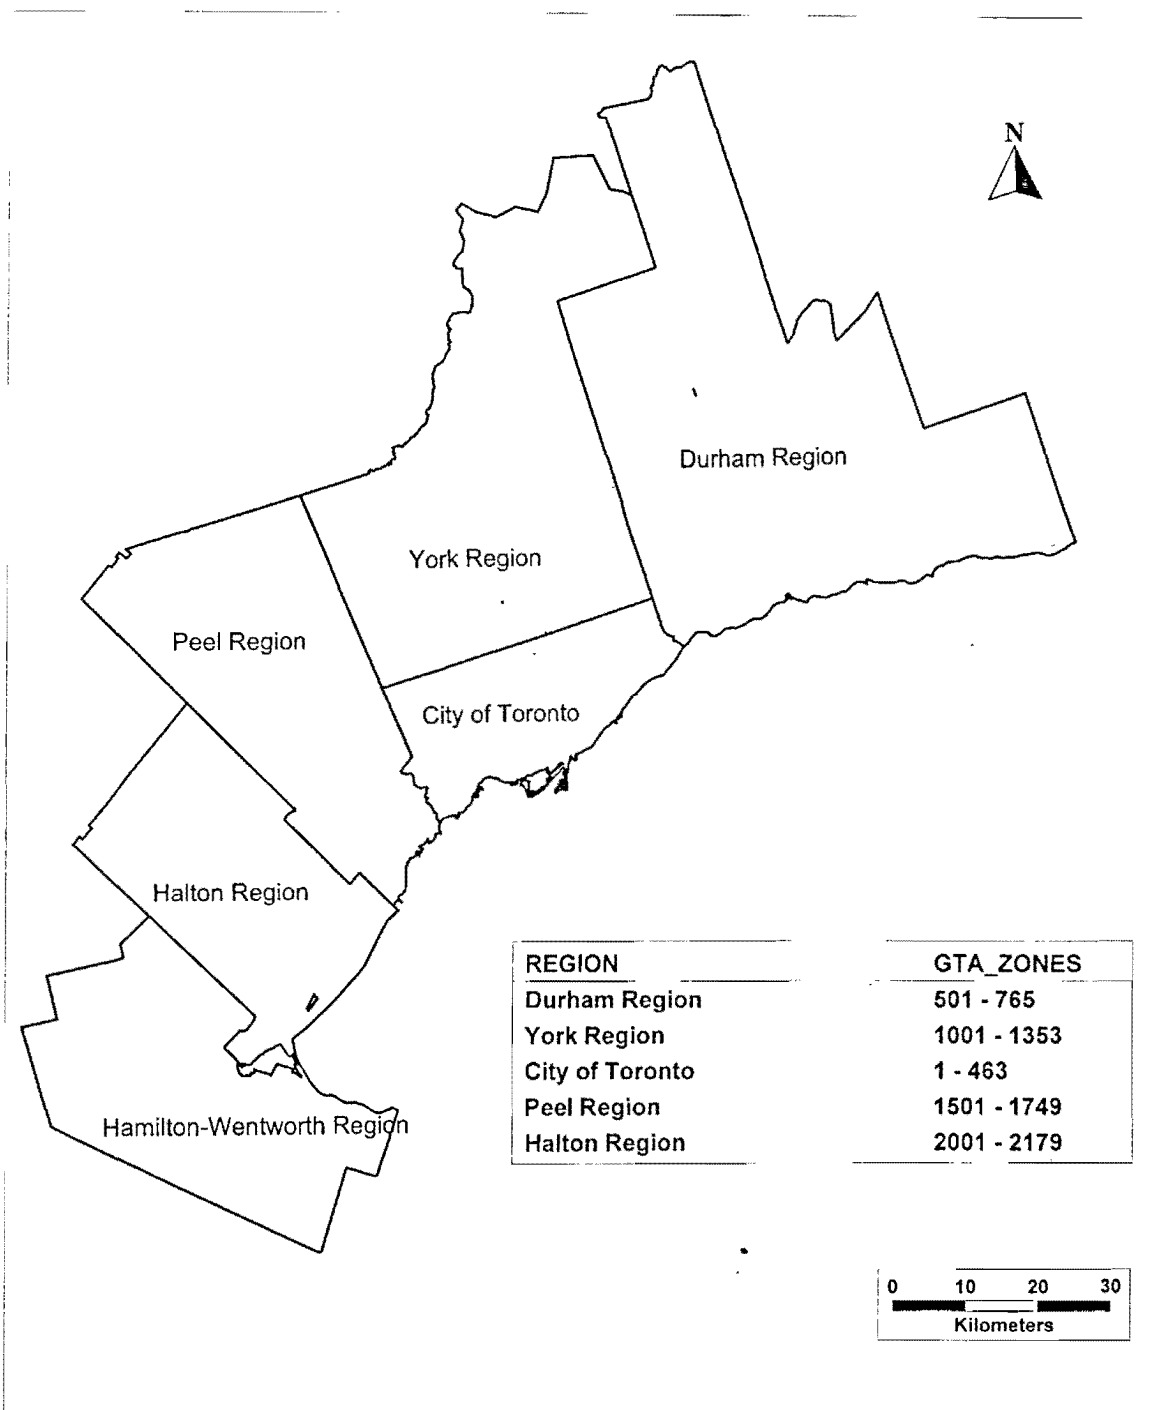 N
Durham Region
York Region
Peel Region
City of Toronto
Halton Region
Hamilton-Wentworth Region
REGION GTA_ZONES
Durham Region 501 - 765
York Region 1001 - 1353
City of Toronto 1 - 463
Peel Region 1501 - 1749
Halton Region 2001 - 2179
0 10 20 30
Kilometers